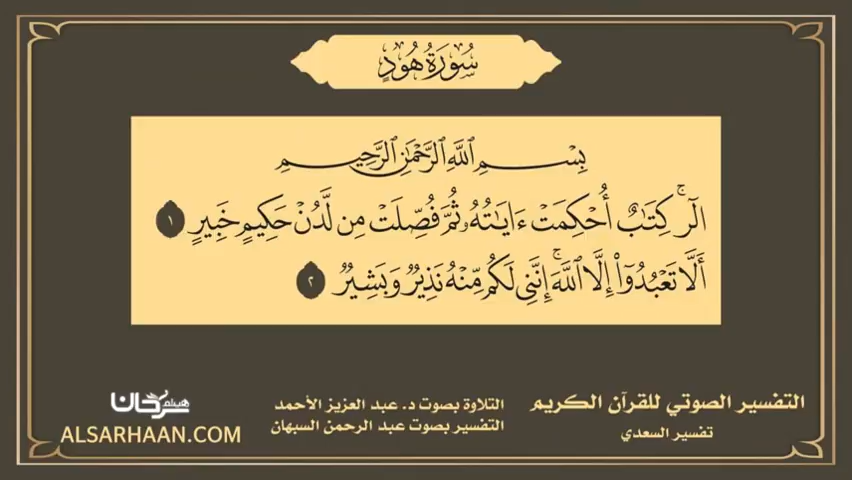 سُورَةُ هُودٍ
بِسْمِ ٱللَّهِ ٱلرَّحْمَٰنِ ٱلرَّحِيمِ
الٓرۚ كِتَٰبٌ أُحْكِمَتْ ءَايَٰتُهُۥ ثُمَّ فُصِّلَتْ مِن لَّدُنْ حَكِيمٍ خَبِيرٍ ١
أَلَّا تَعْبُدُوٓا۟ إِلَّا ٱللَّهَۚ إِنَّنِى لَكُم مِّنْهُ نَذِيرٌ وَبَشِيرٌ ٢
التفسير الصوتي للقرآن الكريم
تفسير السعدي
التلاوة بصوت د. عبد العزيز الأحمد
التفسير بصوت عبد الرحمن السبهان
هيثم سرحان
ALSARHAAN.COM